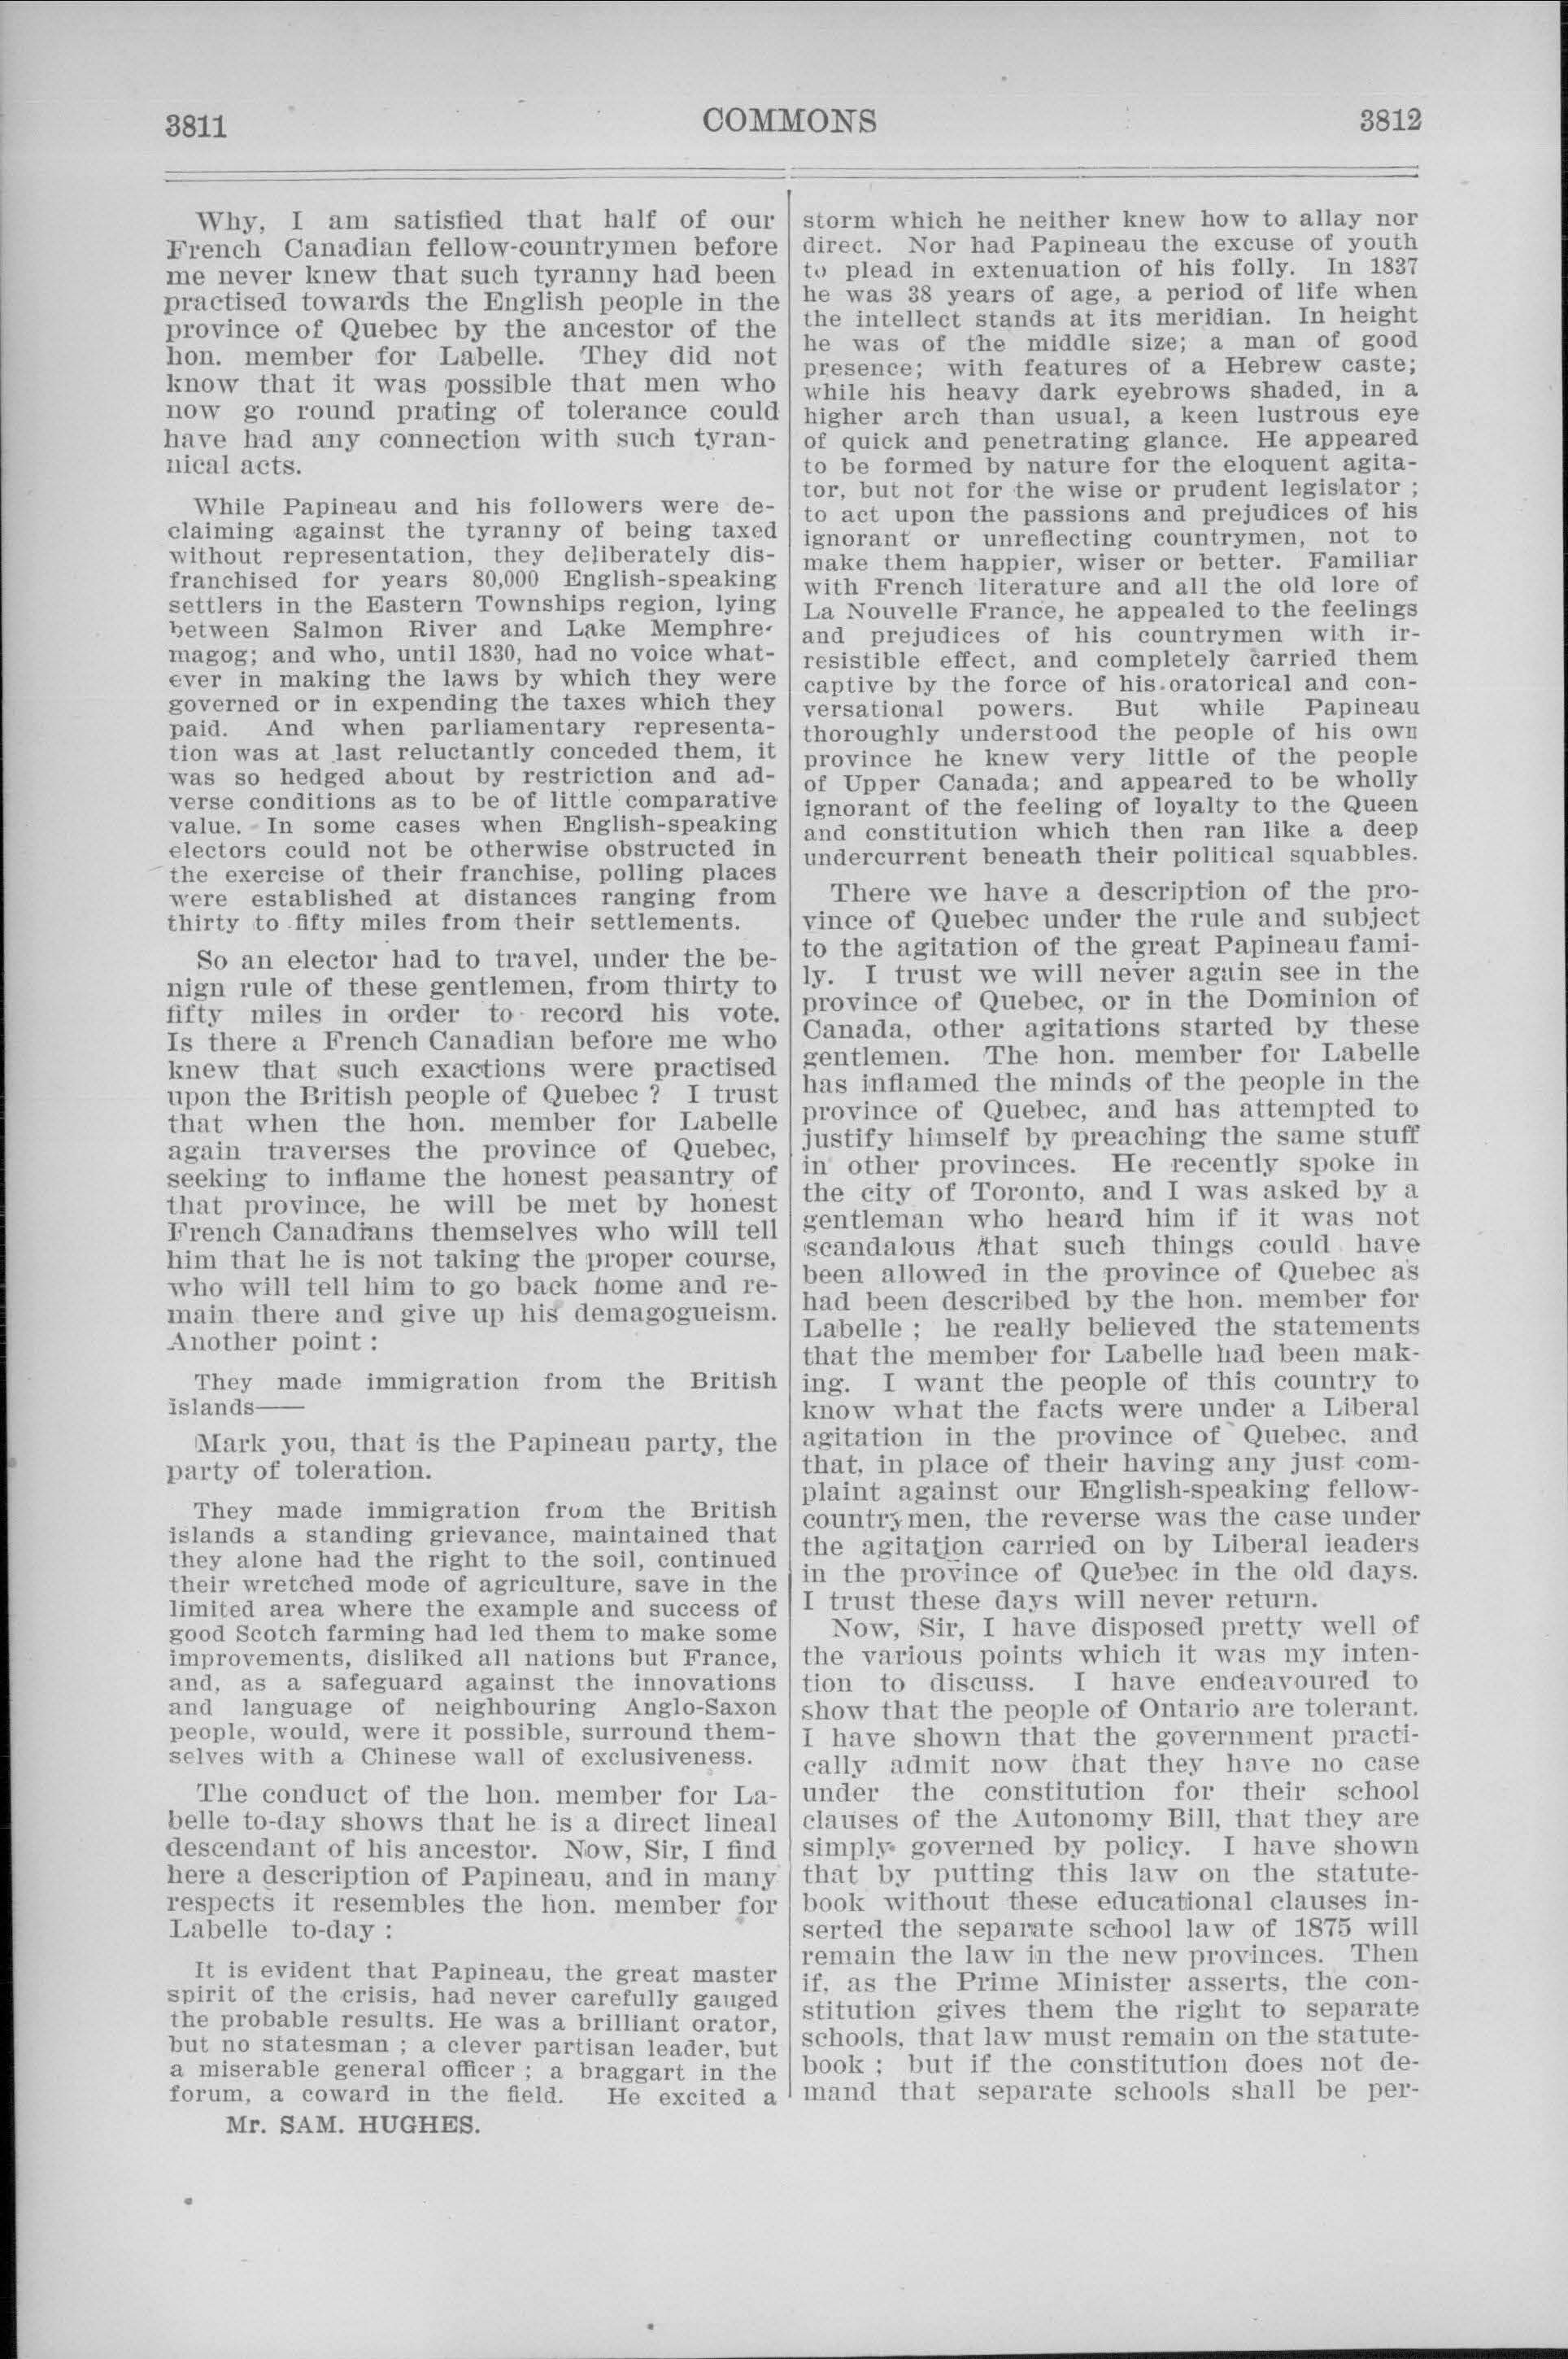 3811
COMMONS
3812
Why, I am satisfied that half of our
French Canadian fellow-countrymen before
me never knew that such tyranny had been
practised towards the English people in the
province of Quebec by the ancestor of the
hon. member for Labelle. They did not
know that it was possible that men who
now go round prating of tolerance could
have had any connection with such tyran-
nical acts.
While Papineau and his followers were de-
claiming against the tyranny of being taxed
without representation, they deliberately dis-
franchised for years 80,000 English-speaking
settlers in the Eastern Townships region, lying
between Salmon River and Lake Memphre-
magog; and who, until 1830, had no voice what-
ever in making the laws by which they were
governed or in expending the taxes which they
paid. And when parliamentary representa-
tion was at last reluctantly conceded them, it
was so hedged about by restriction and ad-
verse conditions as to be of little comparative
value. In some cases when English-speaking
electors could not be otherwise obstructed in
the exercise of their franchise, polling places
were established at distances ranging from
thirty to fifty miles from their settlements.
So an elector had to travel, under the be-
nign rule of these gentlemen, from thirty to
fifty miles in order to record his vote.
Is there a French Canadian before me who
knew that such exactions were practised
upon the British people of Quebec ? I trust
that when the hon. member for Labelle
again traverses the province of Quebec,
seeking to inflame the honest peasantry of
that province, he will be met by honest
French Canadians themselves who will tell
him that he is not taking the proper course,
who will tell him to go back home and re-
main there and give up his demagogueism.
Another point :
They made immigration from the British
islands——
Mark you, that is the Papineau party, the
party of toleration.
They made immigration from the British
islands a standing grievance, maintained that
they alone had the right to the soil, continued
their wretched mode of agriculture, save in the
limited area where the example and success of
good Scotch farming had led them to make some
improvements, disliked all nations but France,
and, as a safeguard against the innovations
and language of neighbouring Anglo-Saxon
people, would, were it possible, surround them-
selves with a Chinese wall of exclusiveness.
The conduct of the hon. member for La-
belle to-day shows that he is a direct lineal
descendant of his ancestor. Now, Sir, I find
here a description of Papineau, and in many
respects it resembles the hon. member for
Labelle to-day :
It is evident that Papineau, the great master
spirit of the crisis, had never carefully gauged
the probable results. He was a brilliant orator,
but no statesman ; a clever partisan leader, but
a miserable general officer ; a braggart in the
forum, a coward in the field. He excited a
Mr. SAM. HUGHES.
storm which he neither knew how to allay nor
direct. Nor had Papineau the excuse of youth
to plead in extenuation of his folly. In 1837
he was 38 years of age, a period of life when
the intellect stands at its meridian. In height
he was of the middle size; a man of good
presence; with features of a Hebrew caste;
while his heavy dark eyebrows shaded, in a
higher arch than usual, a keen lustrous eye
of quick and penetrating glance. He appeared
to be formed by nature for the eloquent agita-
tor, but not for the wise or prudent legislator ;
to act upon the passions and prejudices of his
ignorant or unreflecting countrymen, not to
make them happier, wiser or better. Familiar
with French literature and all the old lore of
La Nouvelle France, he appealed to the feelings
and prejudices of his countrymen with ir-
resistible effect, and completely carried them
captive by the force of his oratorical and con-
versational powers. But while Papineau
thoroughly understood the people of his own
province he knew very little of the people
of Upper Canada; and appeared to be wholly
ignorant of the feeling of loyalty to the Queen
and constitution which then ran like a deep
undercurrent beneath their political squabbles.
There we have a description of the pro-
vince of Quebec under the rule and subject
to the agitation of the great Papineau fami-
ly. I trust we will never again see in the
province of Quebec, or in the Dominion of
Canada, other agitations started by these
gentlemen. The hon. member for Labelle
has inflamed the minds of the people in the
province of Quebec, and has attempted to
justify himself by preaching the same stuff
in other provinces. He recently spoke in
the city of Toronto, and I was asked by a
gentleman who heard him if it was not
scandalous that such things could have
been allowed in the province of Quebec as
had been described by the hon. member for
Labelle ; he really believed the statements
that the member for Labelle had been mak-
ing. I want the people of this country to
know what the facts were under a Liberal
agitation in the province of Quebec, and
that, in place of their having any just com-
plaint against our English-speaking fellow-
countrymen, the reverse was the case under
the agitation carried on by Liberal leaders
in the province of Quebec in the old days.
I trust these days will never return.
Now, Sir, I have disposed pretty well of
the various points which it was my inten-
tion to discuss. I have endeavoured to
show that the people of Ontario are tolerant.
I have shown that the government practi-
cally admit now that they have no case
under the constitution for their school
clauses of the Autonomy Bill, that they are
simply governed by policy. I have shown
that by putting this law on the statute-
book without these educational clauses in-
serted the separate school law of 1875 will
remain the law in the new provinces. Then
if, as the Prime Minister asserts, the con-
stitution gives them the right to separate
schools, that law must remain on the statute-
book ; but if the constitution does not de-
mand that separate schools shall be per-